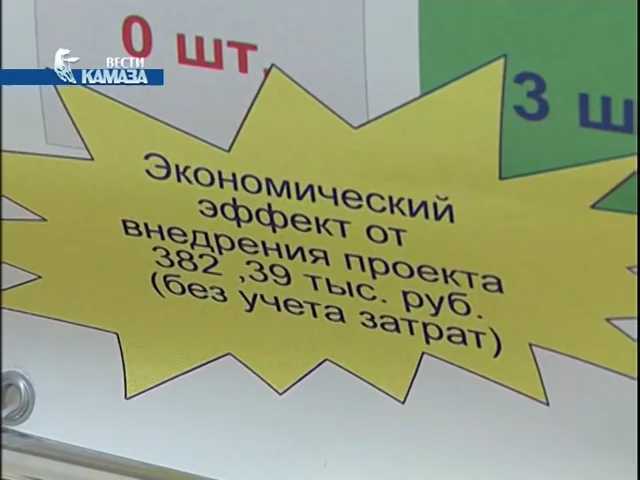 0 шт.
ВЕСТИ
КАМАЗА
3 ш
Экономический
эффект от
внедрения проекта
382 ,39 тыс. руб.
(без учета затрат)